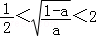 1/2 < √((1-a)/a) < 2